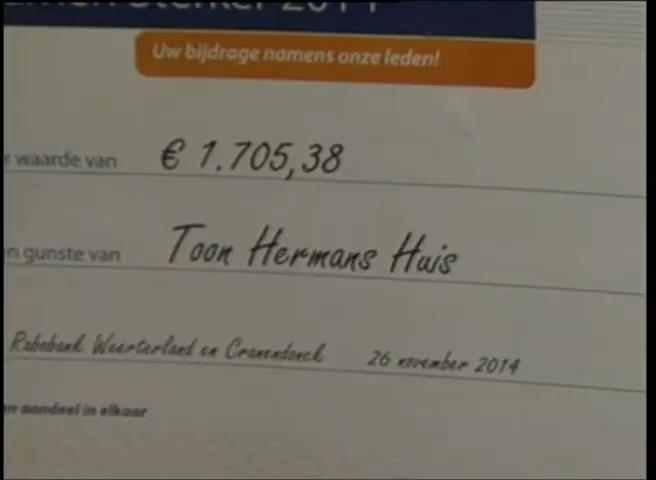 2014
Uw bijdrage namens onze leden!
waarde van € 1.705,38
gunste van Toon Hermans Huis
Rabobank Weerterland en Cranendonck 26 november 2014
aandeel in elkaar